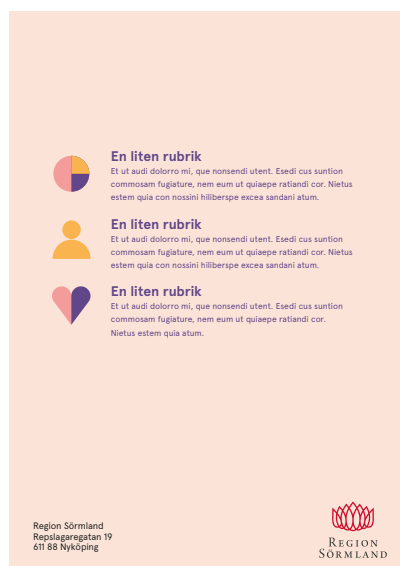 En liten rubrik
Et ut audi dolorro mi, que nonsendi utent. Esedi cus suntion
commosam fugiature, nem eum ut quiaepe ratiandi cor. Nietus
estem quia con nossini hiliberspe excea sandani atum.
En liten rubrik
Et ut audi dolorro mi, que nonsendi utent. Esedi cus suntion
commosam fugiature, nem eum ut quiaepe ratiandi cor. Nietus
estem quia con nossini hiliberspe excea sandani atum.
En liten rubrik
Et ut audi dolorro mi, que nonsendi utent. Esedi cus suntion
commosam fugiature, nem eum ut quiaepe ratiandi cor.
Nietus estem quia atum.
Region Sörmland
Repslagaregatan 19
611 88 Nyköping
REGION
SÖRMLAND